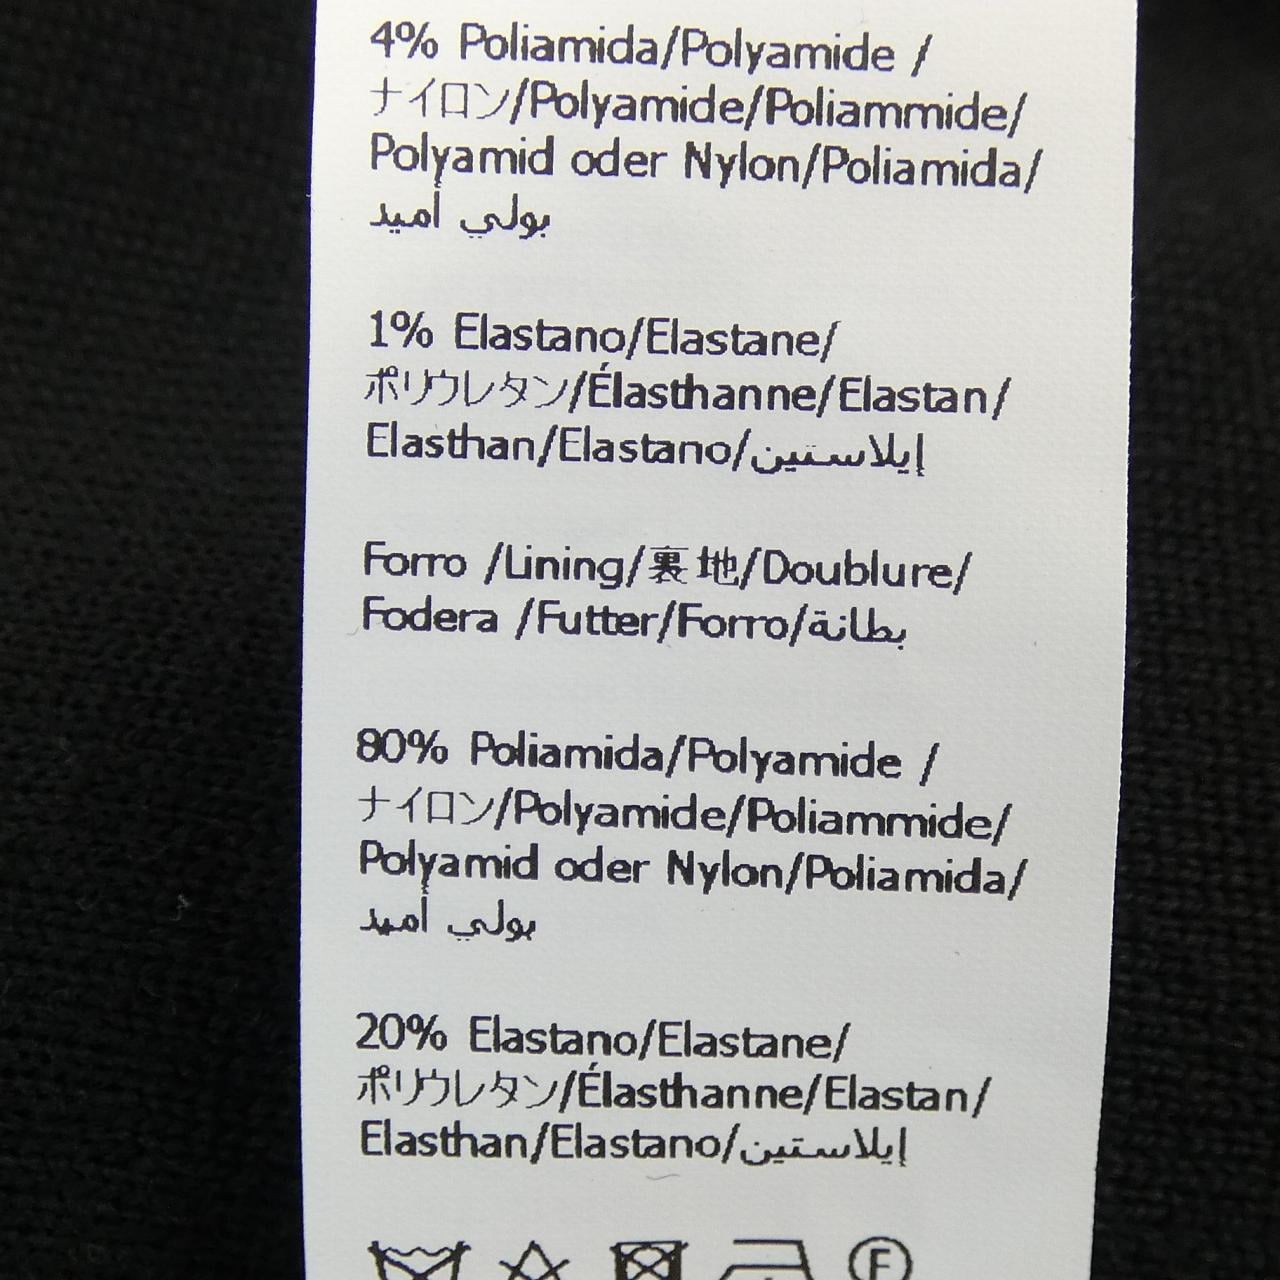 4% Poliamida/Polyamide /
ナイロン/Polyamide/Poliammide/
Polyamid oder Nylon/Poliamida/
بولي أميد
1% Elastano/Elastane/
ポリウレタン/Élasthanne/Elastan/
Elasthan/Elastano/إيلاستين
Forro /Lining/裏地/Doublure/
Fodera /Futter/Forro/بطانة
80% Poliamida/Polyamide /
ナイロン/Polyamide/Poliammide/
Polyamid oder Nylon/Poliamida/
بولي أميد
20% Elastano/Elastane/
ポリウレタン/Élasthanne/Elastan/
Elasthan/Elastano/إيلاستين
F